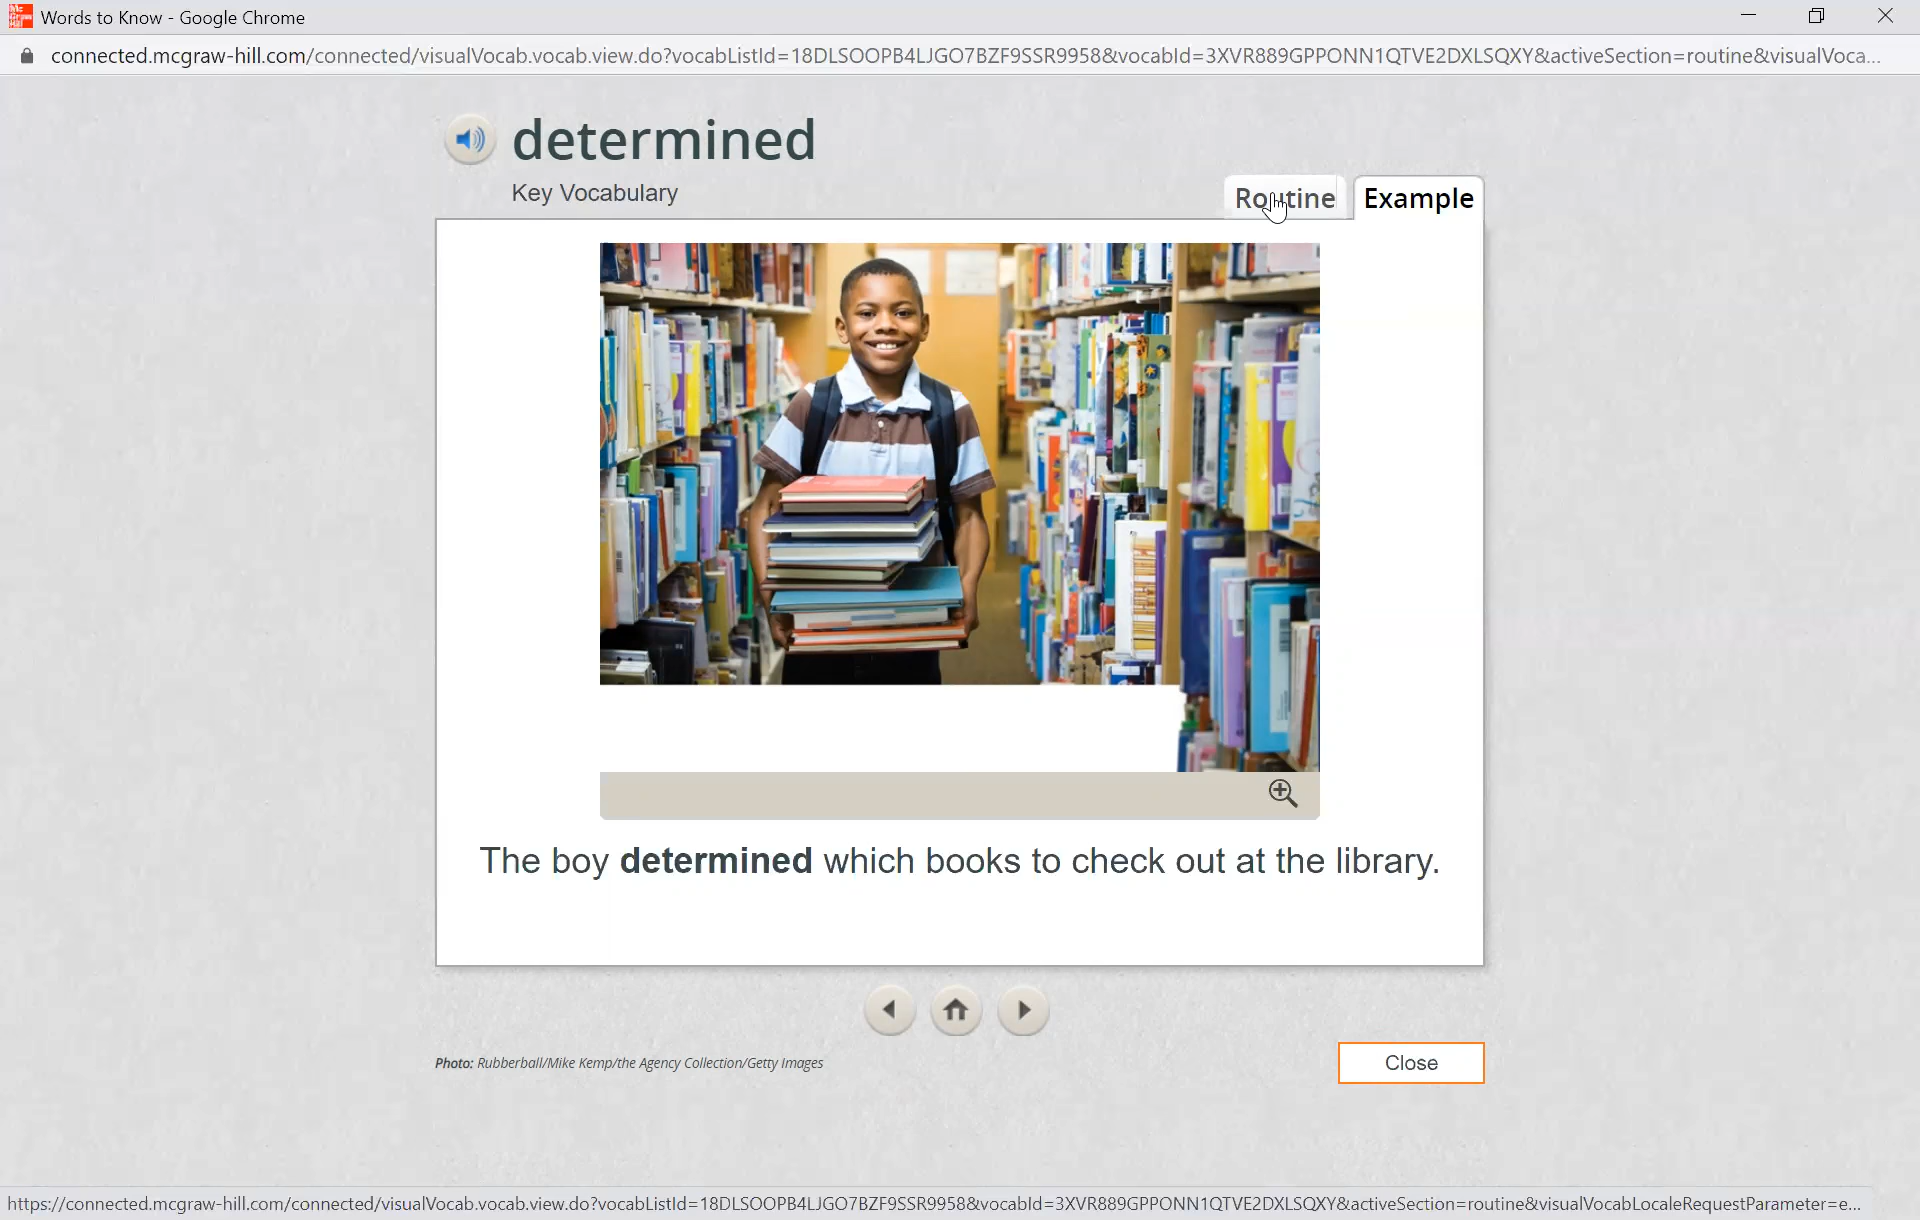 Words to Know - Google Chrome
connected.mcgraw-hill.com/connected/visualVocab.vocab.view.do?vocabListId=18DLSOOPB4LJGO7BZF9SSR9958&vocabId=3XVR889GPPONN1QTVE2DXLSQXY&activeSection=routine&visualVoca...
determined
Key Vocabulary
Routine Example
The boy determined which books to check out at the library.
Photo: Rubberball/Mike Kemp/the Agency Collection/Getty Images
Close
https://connected.mcgraw-hill.com/connected/visualVocab.vocab.view.do?vocabListId=18DLSOOPB4LJGO7BZF9SSR9958&vocabId=3XVR889GPPONN1QTVE2DXLSQXY&activeSection=routine&visualVocabLocaleRequestParameter=e...